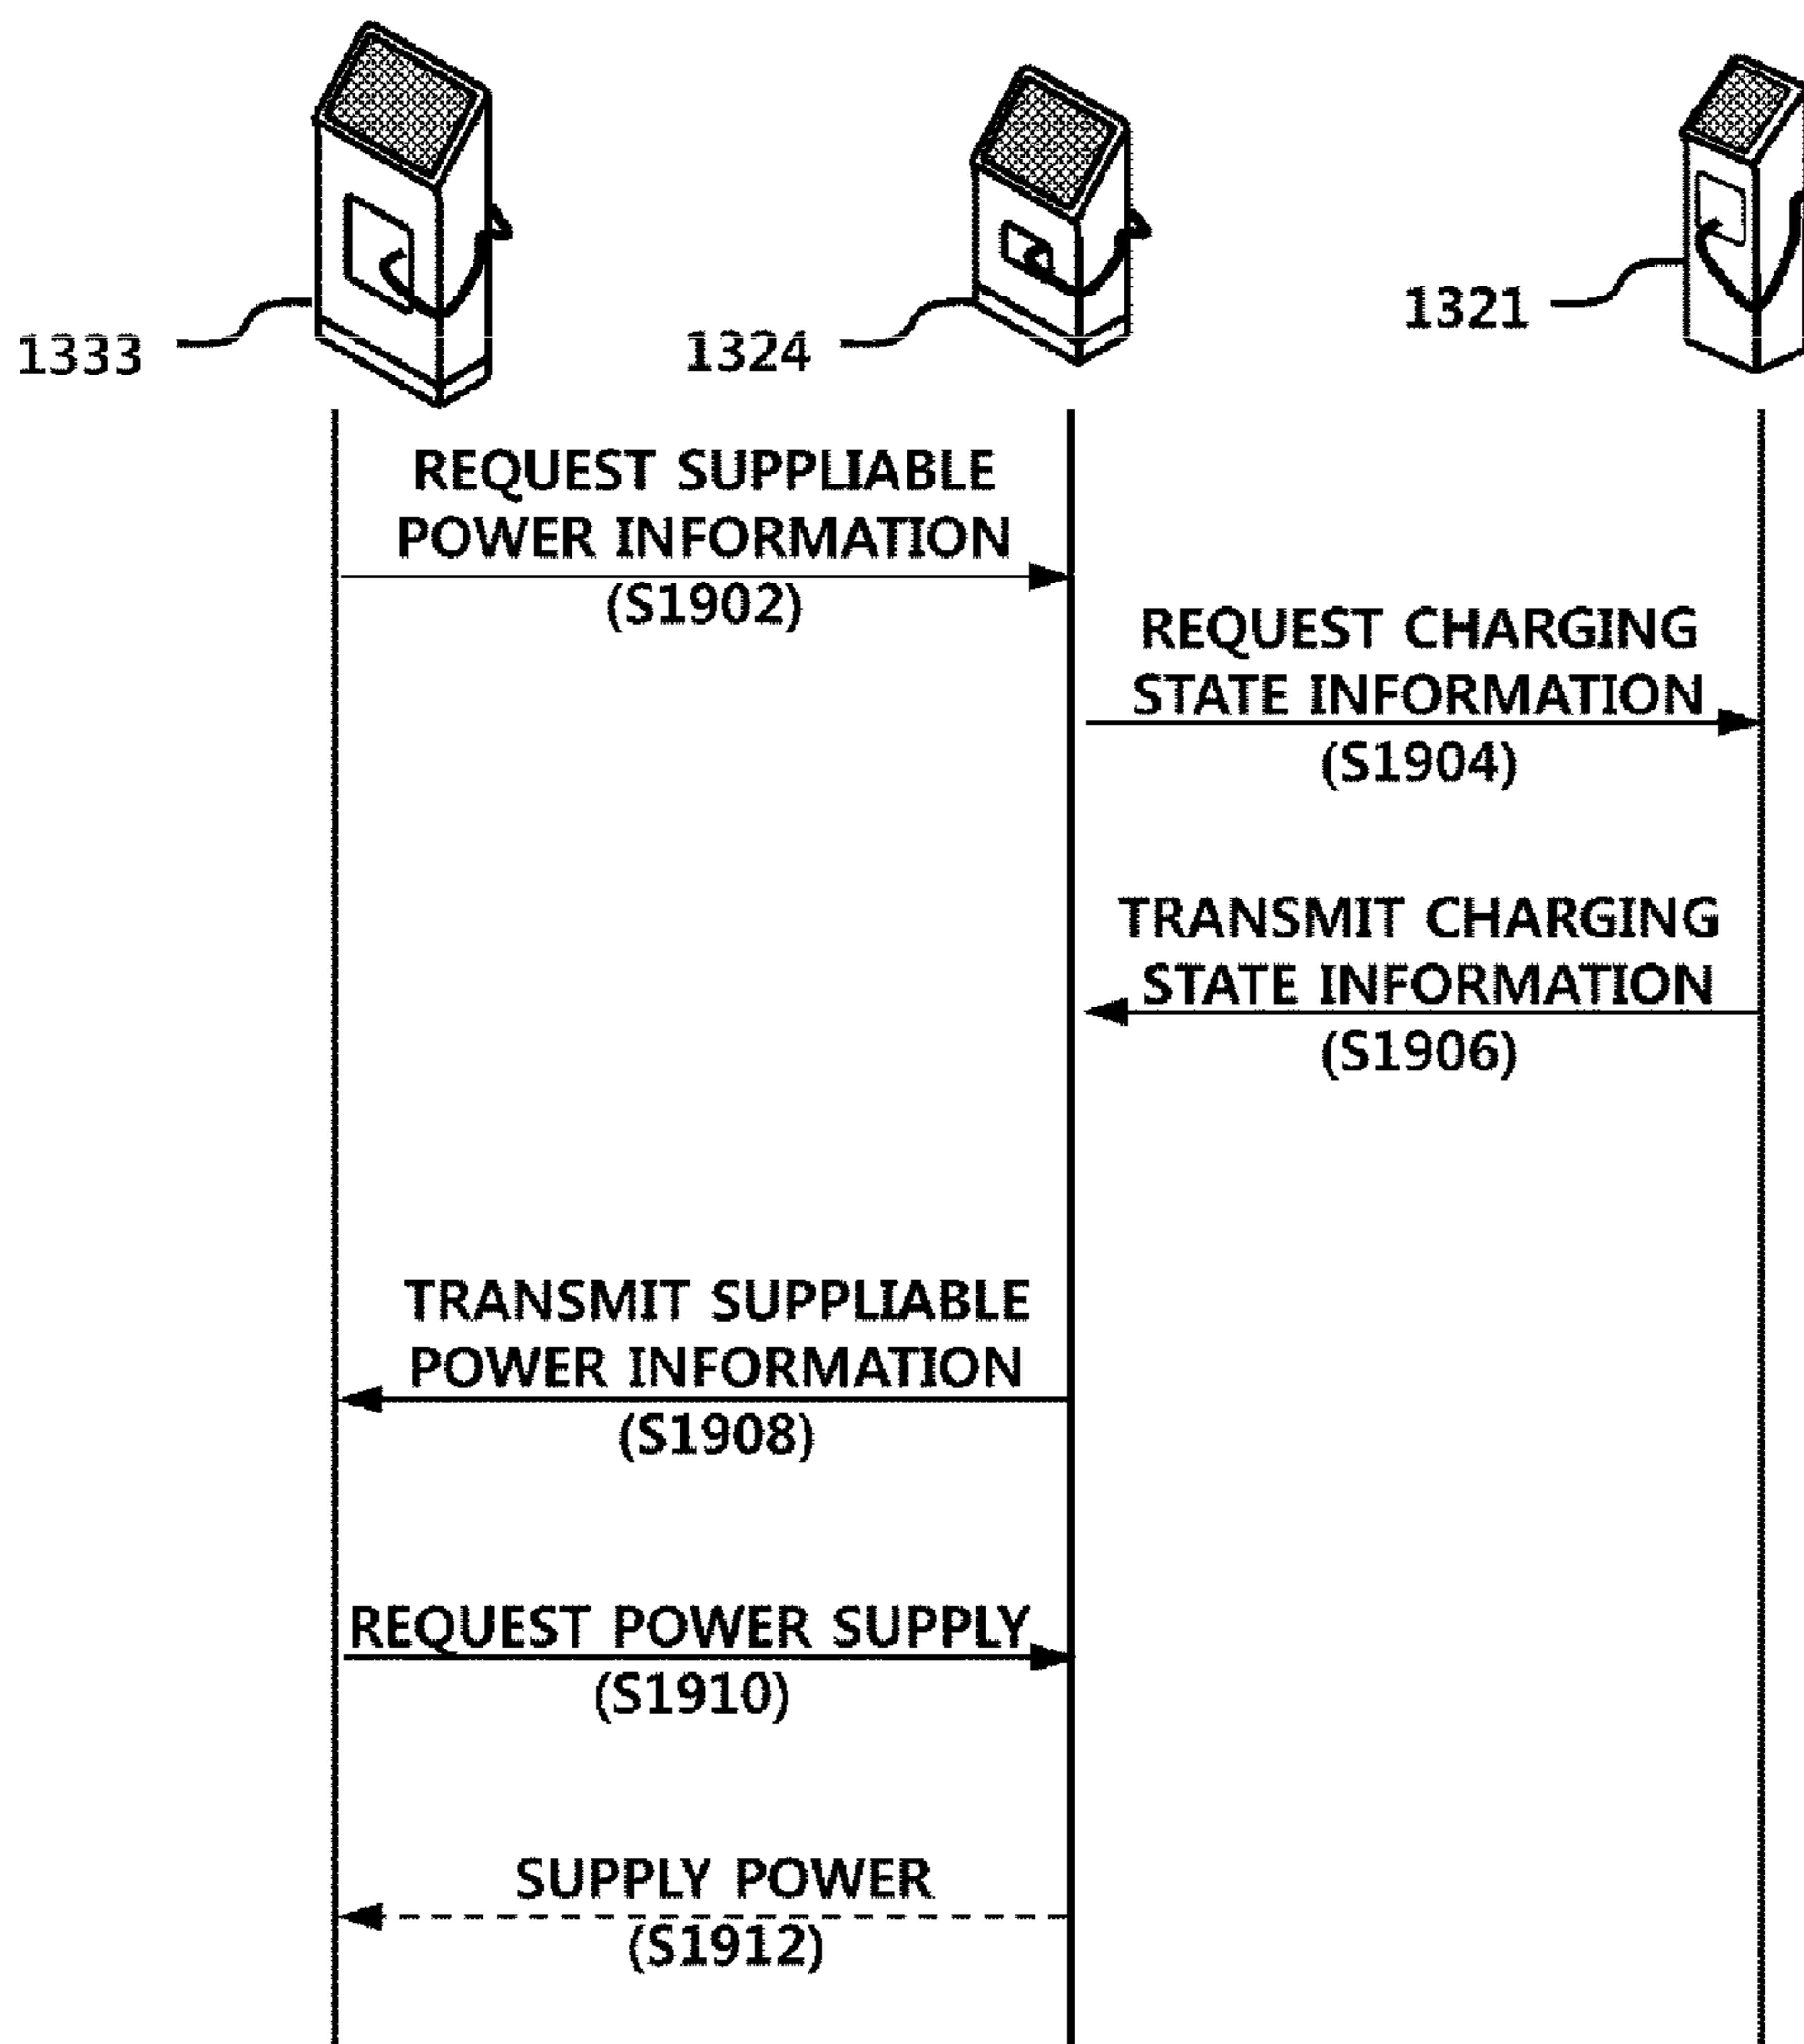 1333
1324
1321
REQUEST SUPPLIABLE
POWER INFORMATION
(S1902)
REQUEST CHARGING
STATE INFORMATION
(S1904)
TRANSMIT CHARGING
STATE INFORMATION
(S1906)
TRANSMIT SUPPLIABLE
POWER INFORMATION
(S1908)
REQUEST POWER SUPPLY
(S1910)
SUPPLY POWER
(S1912)